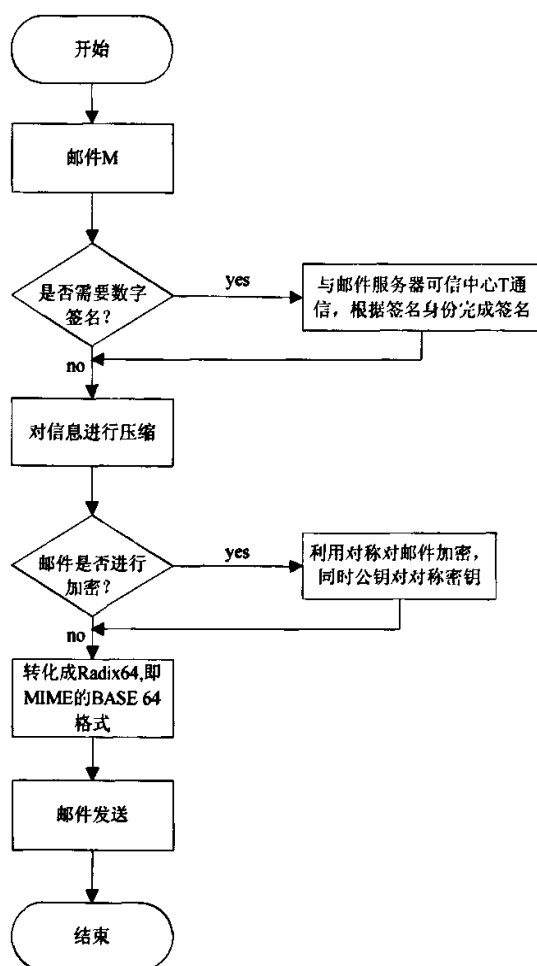 开始
邮件M
是否需要数字
签名？
yes
与邮件服务器可信中心T通
信，根据签名身份完成签名
no
对信息进行压缩
邮件是否进行
加密？
yes
利用对称对邮件加密，
同时公钥对对称密钥
no
转化成Radix64,即
MIME的BASE 64
格式
邮件发送
结束